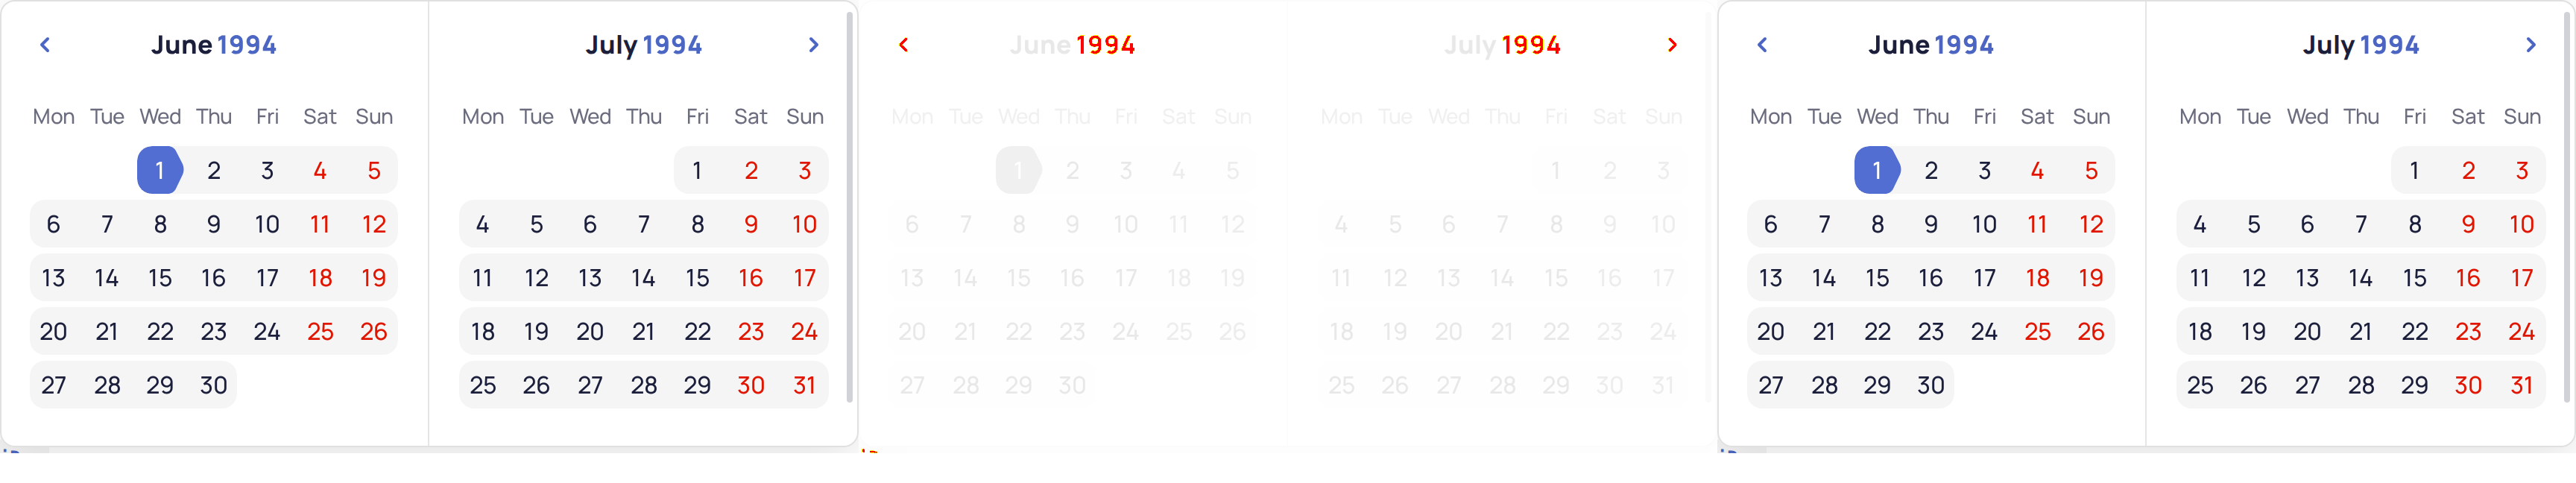 June 1994 July 1994 June 1994 July 1994 June 1994 July 1994
Mon Tue Wed Thu Fri Sat Sun Mon Tue Wed Thu Fri Sat Sun Mon Tue Wed Thu Fri Sat Sun Mon Tue Wed Thu Fri Sat Sun Mon Tue Wed Thu Fri Sat Sun Mon Tue Wed Thu Fri Sat Sun
1 2 3 4 5 1 2 3 1 2 3 4 5 1 2 3 1 2 3 4 5 1 2 3
6 7 8 9 10 11 12 4 5 6 7 8 9 10 6 7 8 9 10 11 12 4 5 6 7 8 9 10 6 7 8 9 10 11 12 4 5 6 7 8 9 10
13 14 15 16 17 18 19 11 12 13 14 15 16 17 13 14 15 16 17 18 19 11 12 13 14 15 16 17 13 14 15 16 17 18 19 11 12 13 14 15 16 17
20 21 22 23 24 25 26 18 19 20 21 22 23 24 20 21 22 23 24 25 26 18 19 20 21 22 23 24 20 21 22 23 24 25 26 18 19 20 21 22 23 24
27 28 29 30 25 26 27 28 29 30 31 27 28 29 30 25 26 27 28 29 30 31 27 28 29 30 25 26 27 28 29 30 31